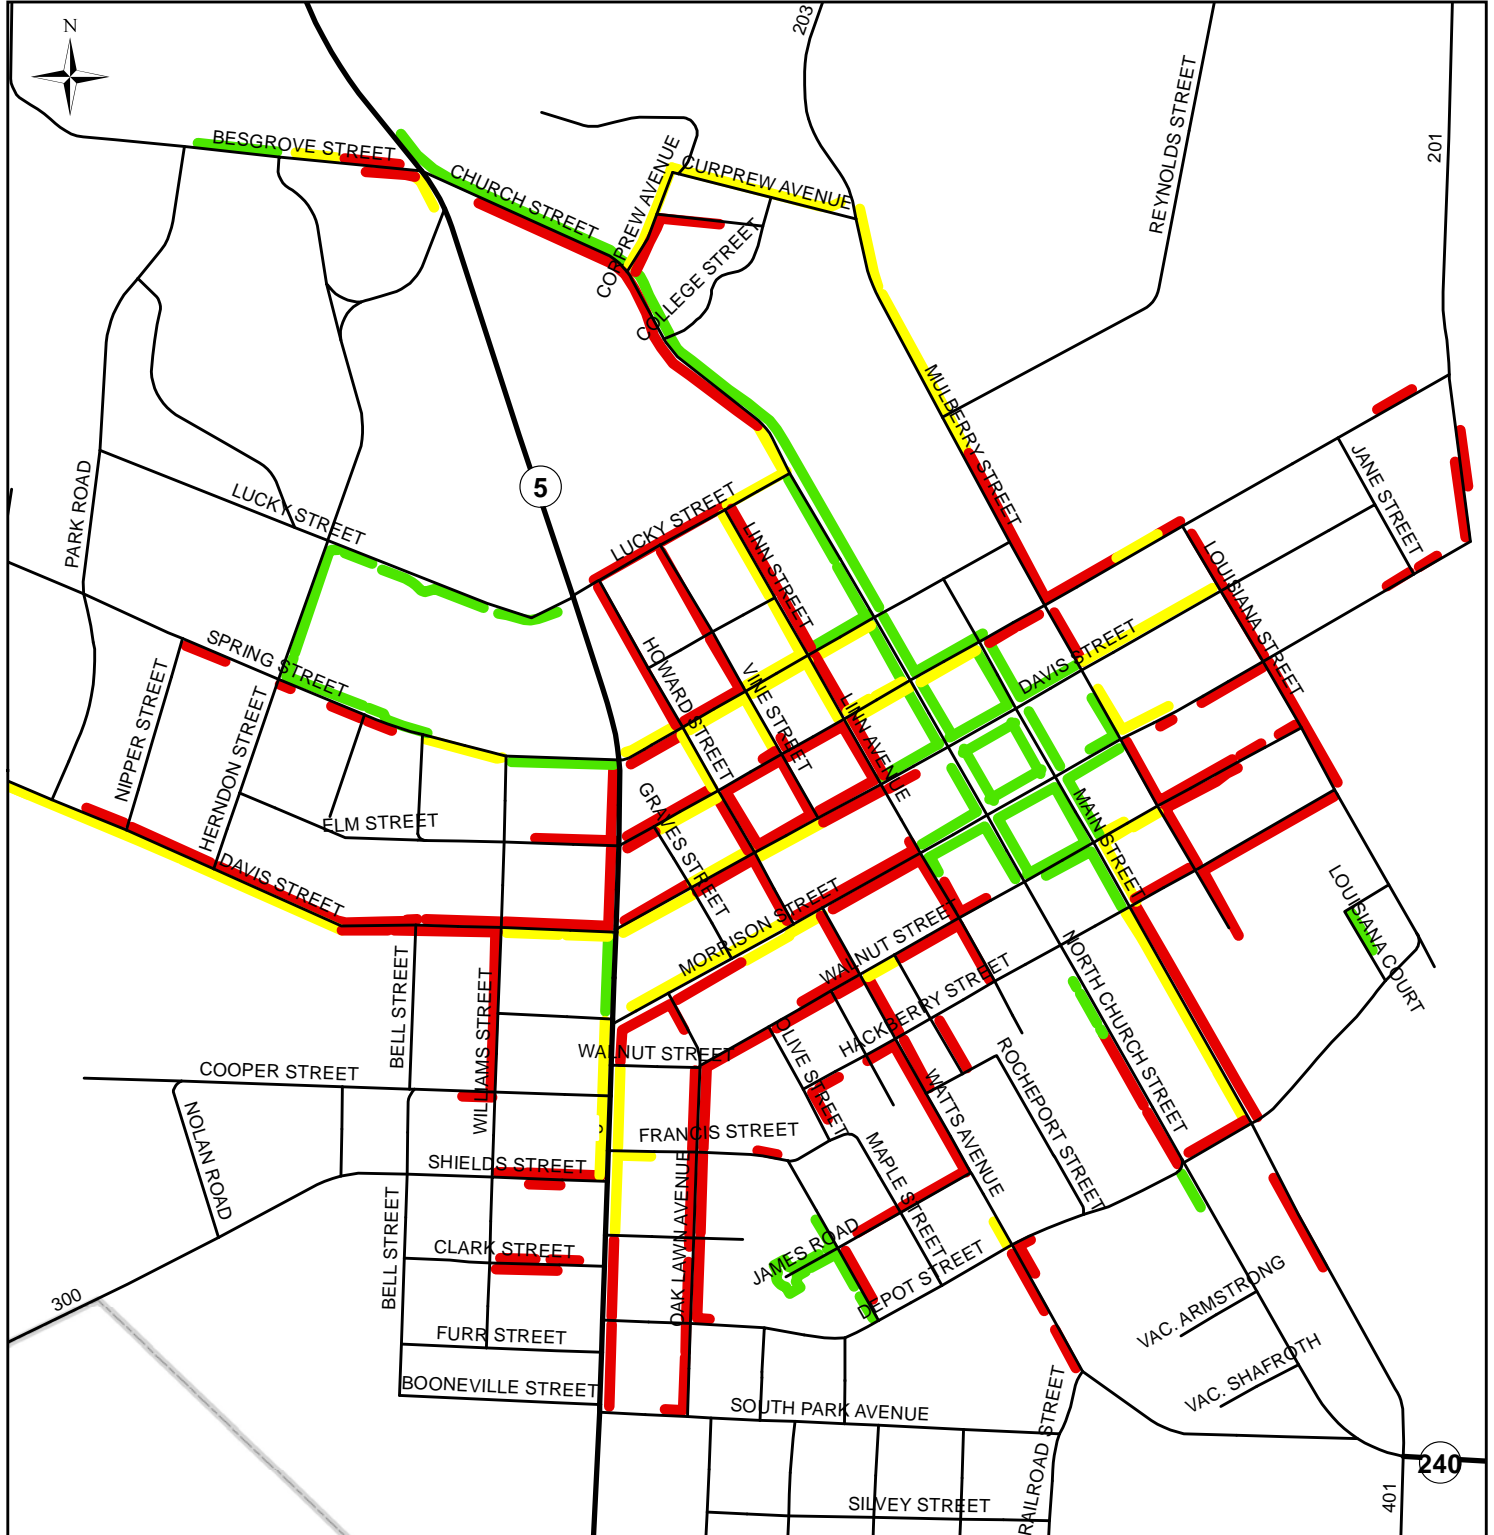 N
203
BESGROVE STREET
CHURCH STREET
CORPREW AVENUE
CURPREW AVENUE
COLLEGE STREET
REYNOLDS STREET
201
MULBERRY STREET
PARK ROAD
LUCKY STREET
5
LUCKY STREET
LINN STREET
JANE STREET
LOUISIANA STREET
SPRING STREET
NIPPER STREET
HERNDON STREET
HOWARD STREET
VINE STREET
LINN AVENUE
DAVIS STREET
ELM STREET
GRAVES STREET
MAIN STREET
DAVIS STREET
MORRISON STREET
WALNUT STREET
LOUISIANA COURT
BELL STREET
WILLIAMS STREET
WALNUT STREET
OLIVE STREET
HACKBERRY STREET
NORTH CHURCH STREET
COOPER STREET
NOLAN ROAD
FRANCIS STREET
WATTS AVENUE
ROCHEPORT STREET
SHIELDS STREET
OAK LAWN AVENUE
MAPLE STREET
BELL STREET
CLARK STREET
JAMES ROAD
DEPOT STREET
300
FURR STREET
VAC. ARMSTRONG
BOONEVILLE STREET
VAC. SHAFROTH
SOUTH PARK AVENUE
RAILROAD STREET
240
SILVEY STREET
401